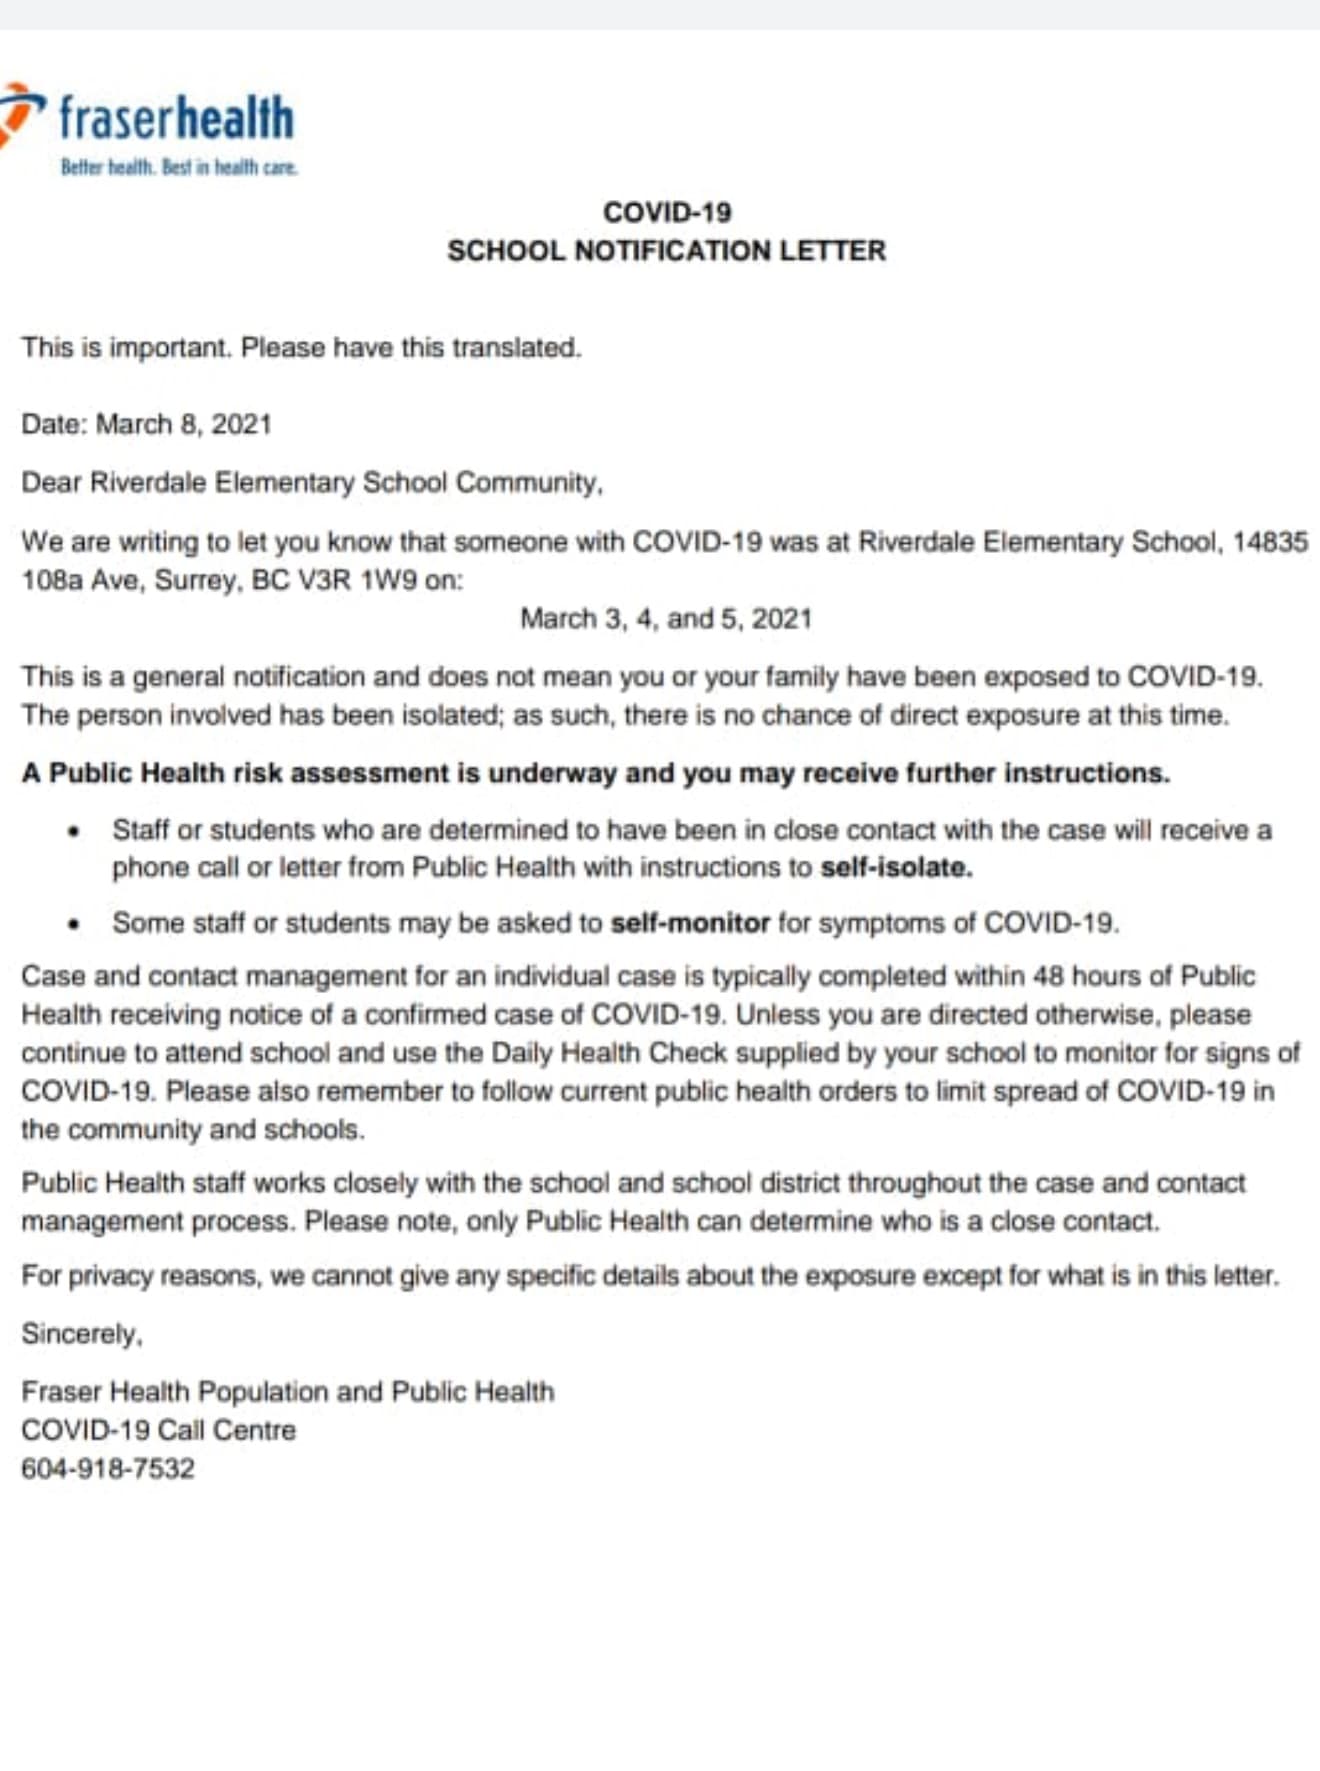 fraserhealth
Better health. Best in health care.
COVID-19
SCHOOL NOTIFICATION LETTER
This is important. Please have this translated.
Date: March 8, 2021
Dear Riverdale Elementary School Community,
We are writing to let you know that someone with COVID-19 was at Riverdale Elementary School, 14835
108a Ave, Surrey, BC V3R 1W9 on:
March 3, 4, and 5, 2021
This is a general notification and does not mean you or your family have been exposed to COVID-19.
The person involved has been isolated; as such, there is no chance of direct exposure at this time.
A Public Health risk assessment is underway and you may receive further instructions.
• Staff or students who are determined to have been in close contact with the case will receive a
phone call or letter from Public Health with instructions to self-isolate.
• Some staff or students may be asked to self-monitor for symptoms of COVID-19.
Case and contact management for an individual case is typically completed within 48 hours of Public
Health receiving notice of a confirmed case of COVID-19. Unless you are directed otherwise, please
continue to attend school and use the Daily Health Check supplied by your school to monitor for signs of
COVID-19. Please also remember to follow current public health orders to limit spread of COVID-19 in
the community and schools.
Public Health staff works closely with the school and school district throughout the case and contact
management process. Please note, only Public Health can determine who is a close contact.
For privacy reasons, we cannot give any specific details about the exposure except for what is in this letter.
Sincerely,
Fraser Health Population and Public Health
COVID-19 Call Centre
604-918-7532